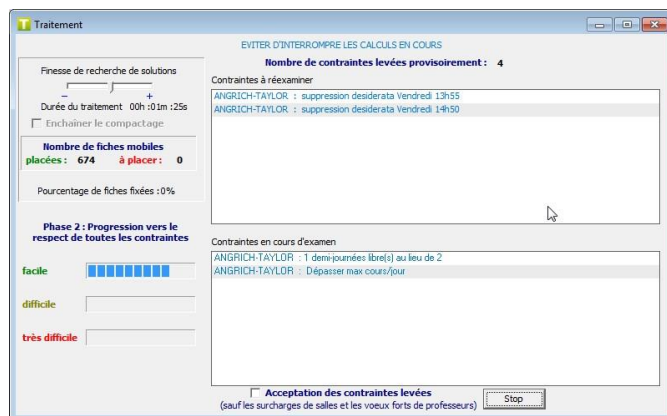 Traitement
EVITER D'INTERROMPRE LES CALCULS EN COURS
Finesse de recherche de solutions
- +
Durée du traitement 00h :01m :25s
Enchaîner le compactage
Nombre de fiches mobiles
placées : 674 à placer : 0
Pourcentage de fiches fixées :0%
Phase 2 : Progression vers le
respect de toutes les contraintes
facile
difficile
très difficile
Nombre de contraintes levées provisoirement : 4
Contraintes à réexaminer
ANGRICH-TAYLOR : suppression desiderata Vendredi 13h55
ANGRICH-TAYLOR : suppression desiderata Vendredi 14h50
Contraintes en cours d'examen
ANGRICH-TAYLOR : 1 demi-journées libre(s) au lieu de 2
ANGRICH-TAYLOR : Dépasser max cours/jour
Acceptation des contraintes levées
(sauf les surcharges de salles et les voeux forts de professeurs)
Stop